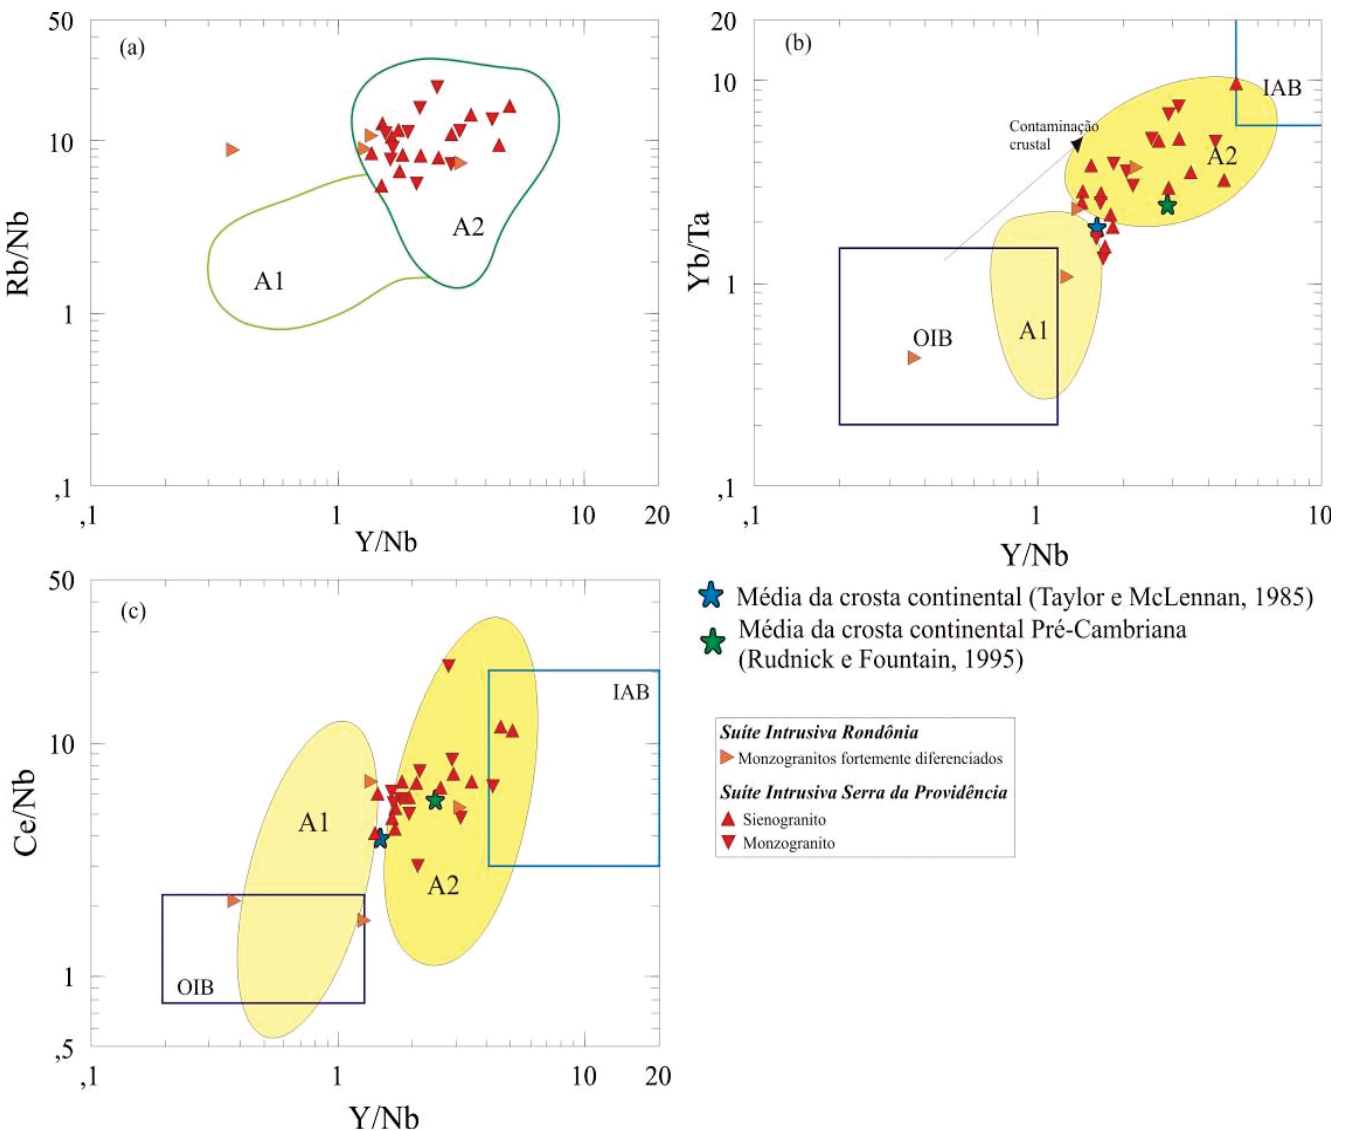 50
(a)
10
A2
A1
1
,1
Rb/Nb
,1
1
10
20
Y/Nb
20
(b)
10
IAB
Contaminação
crustal
A2
Yb/Ta
1
OIB
A1
,1
,1
1
10
Y/Nb
50
(c)
IAB
10
A1
A2
Ce/Nb
1
OIB
,5
,1
1
10
20
Y/Nb
Média da crosta continental (Taylor e McLennan, 1985)
Média da crosta continental Pré-Cambriana
(Rudnick e Fountain, 1995)
Suíte Intrusiva Rondônia
Monzogranitos fortemente diferenciados
Suíte Intrusiva Serra da Providência
Sienogranito
Monzogranito